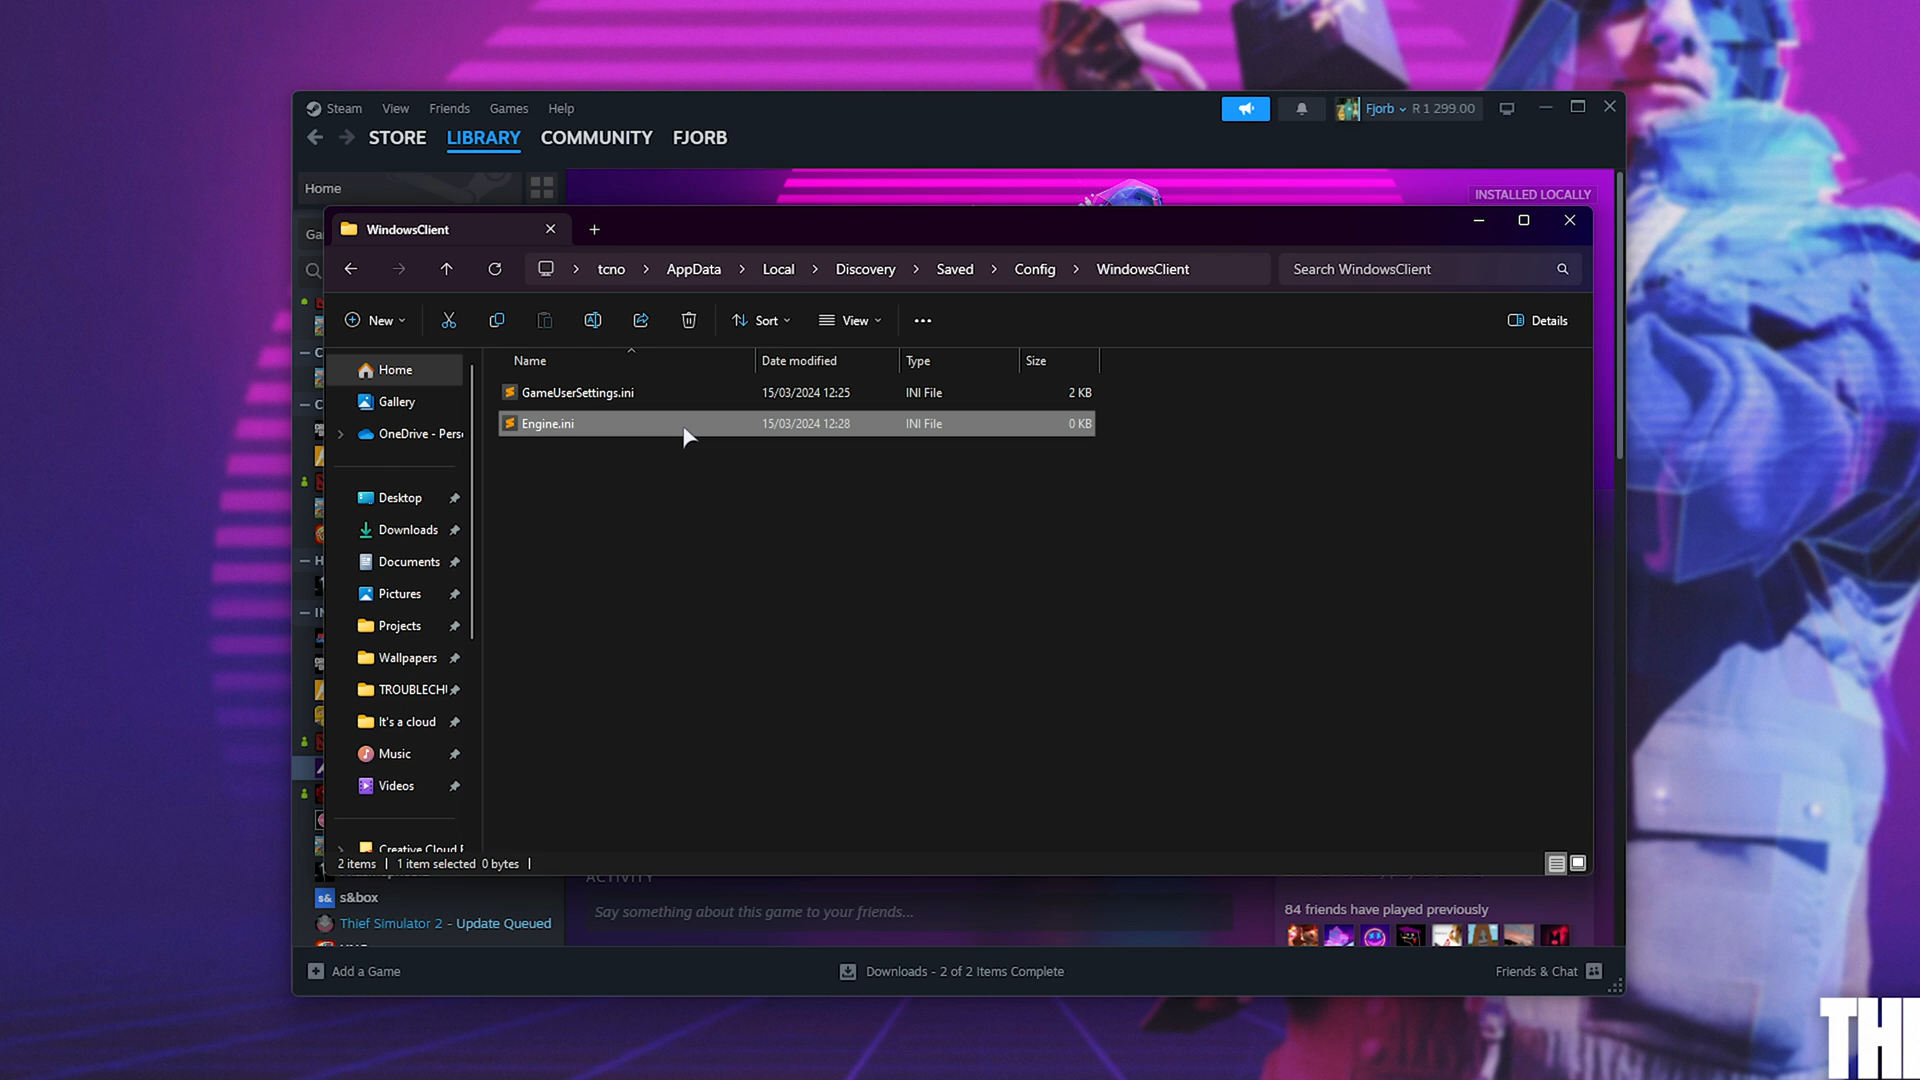 Steam View Friends Games Help
Fjorb R 1 299.00
STORE LIBRARY COMMUNITY FJORB
Home
INSTALLED LOCALLY
WindowsClient
tcno AppData Local Discovery Saved Config WindowsClient
Search WindowsClient
New Sort View Details
Name Date modified Type Size
GameUserSettings.ini 15/03/2024 12:25 INI File 2 KB
Engine.ini 15/03/2024 12:28 INI File 0 KB
Home
Gallery
OneDrive - Pers
Desktop
Downloads
Documents
Pictures
Projects
Wallpapers
TROUBLECH
It's a cloud
Music
Videos
Creative Cloud F
2 items 1 item selected 0 bytes
ACTIVITY
s&box
Say something about this game to your friends...
84 friends have played previously
Thief Simulator 2 - Update Queued
Add a Game
Downloads - 2 of 2 Items Complete
Friends & Chat